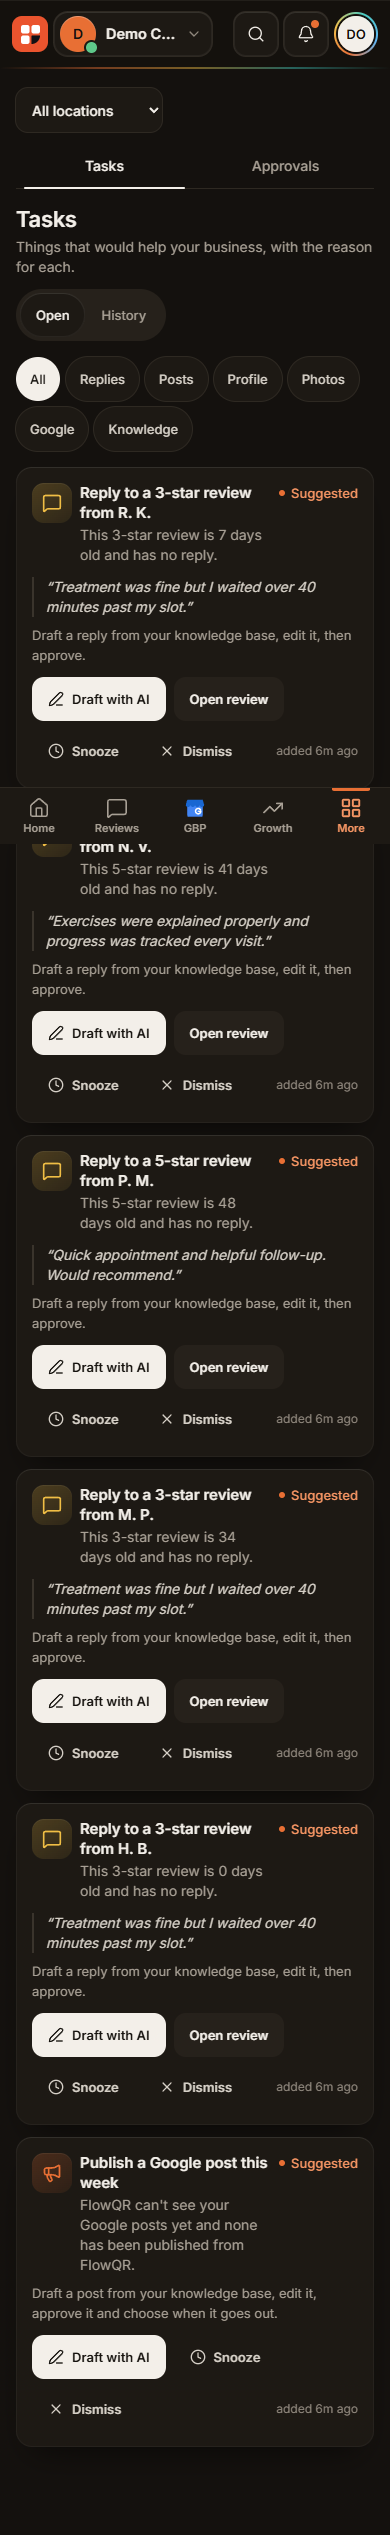 D
Demo C...
DO
All locations
Tasks
Approvals
Tasks
Things that would help your business, with the reason
for each.
Open
History
All
Replies
Posts
Profile
Photos
Google
Knowledge
Reply to a 3-star review
from R. K.
Suggested
This 3-star review is 7 days
old and has no reply.
“Treatment was fine but I waited over 40
minutes past my slot.”
Draft a reply from your knowledge base, edit it, then
approve.
Draft with AI
Open review
Snooze
Dismiss
added 6m ago
Home
Reviews
GBP
Growth
More
from N. V.
This 5-star review is 41 days
old and has no reply.
“Exercises were explained properly and
progress was tracked every visit.”
Draft a reply from your knowledge base, edit it, then
approve.
Draft with AI
Open review
Snooze
Dismiss
added 6m ago
Reply to a 5-star review
from P. M.
Suggested
This 5-star review is 48
days old and has no reply.
“Quick appointment and helpful follow-up.
Would recommend.”
Draft a reply from your knowledge base, edit it, then
approve.
Draft with AI
Open review
Snooze
Dismiss
added 6m ago
Reply to a 3-star review
from M. P.
Suggested
This 3-star review is 34
days old and has no reply.
“Treatment was fine but I waited over 40
minutes past my slot.”
Draft a reply from your knowledge base, edit it, then
approve.
Draft with AI
Open review
Snooze
Dismiss
added 6m ago
Reply to a 3-star review
from H. B.
Suggested
This 3-star review is 0 days
old and has no reply.
“Treatment was fine but I waited over 40
minutes past my slot.”
Draft a reply from your knowledge base, edit it, then
approve.
Draft with AI
Open review
Snooze
Dismiss
added 6m ago
Publish a Google post this
week
Suggested
FlowQR can't see your
Google posts yet and none
has been published from
FlowQR.
Draft a post from your knowledge base, edit it,
approve it and choose when it goes out.
Draft with AI
Snooze
Dismiss
added 6m ago